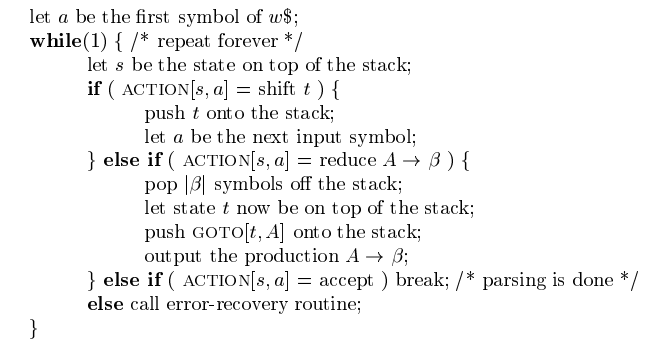 let a be the first symbol of w$;
while(1) { /* repeat forever */
let s be the state on top of the stack;
if ( ACTION[s, a] = shift t ) {
push t onto the stack;
let a be the next input symbol;
} else if ( ACTION[s, a] = reduce A → β ) {
pop |β| symbols off the stack;
let state t now be on top of the stack;
push GOTO[t, A] onto the stack;
output the production A → β;
} else if ( ACTION[s, a] = accept ) break; /* parsing is done */
else call error-recovery routine;
}